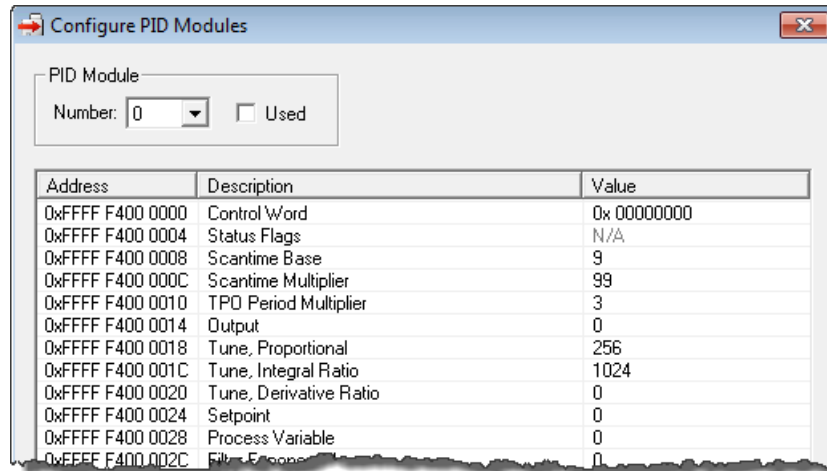 Configure PID Modules
PID Module
Number: 0 Used
Address Description Value
0xFFFF F400 0000 Control Word 0x 00000000
0xFFFF F400 0004 Status Flags N/A
0xFFFF F400 0008 Scantime Base 9
0xFFFF F400 000C Scantime Multiplier 99
0xFFFF F400 0010 TPO Period Multiplier 3
0xFFFF F400 0014 Output 0
0xFFFF F400 0018 Tune, Proportional 256
0xFFFF F400 001C Tune, Integral Ratio 1024
0xFFFF F400 0020 Tune, Derivative Ratio 0
0xFFFF F400 0024 Setpoint 0
0xFFFF F400 0028 Process Variable 0
0xFFFF F400 002C 0